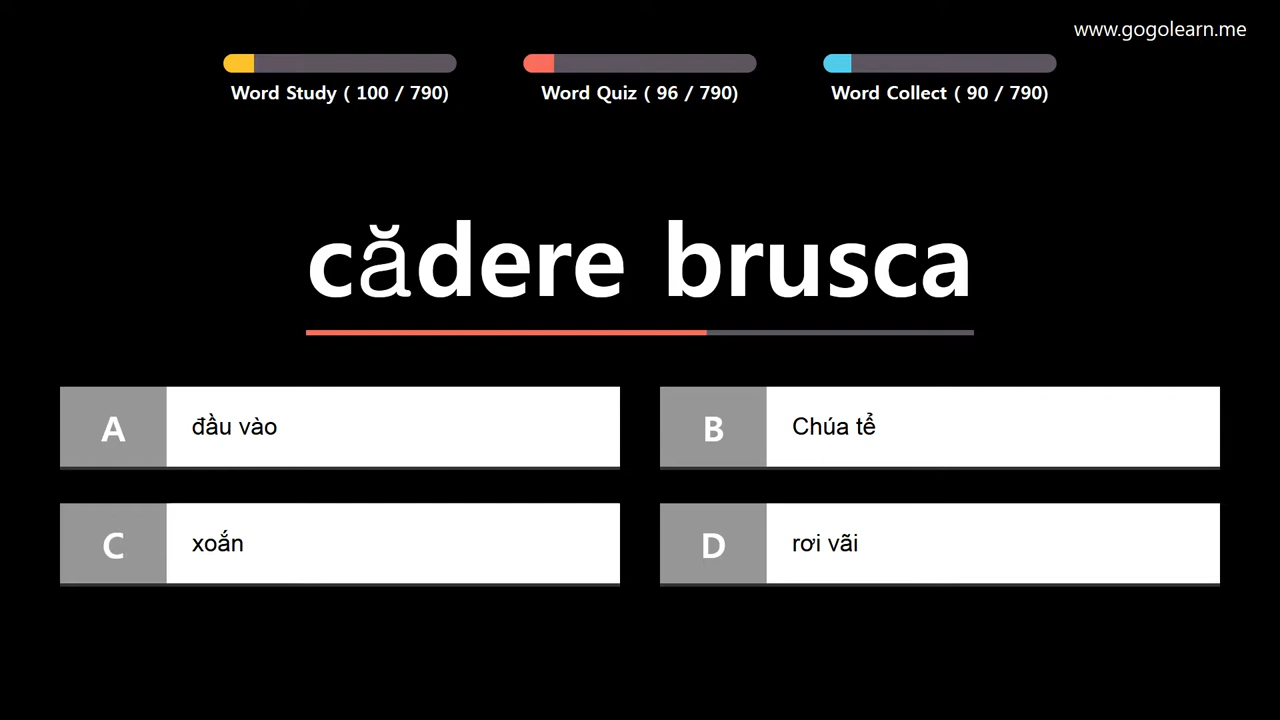 www.gogolearn.me
Word Study ( 100 / 790)
Word Quiz ( 96 / 790)
Word Collect ( 90 / 790)
cădere brusca
A
đầu vào
B
Chúa tể
C
xoắn
D
rơi vãi